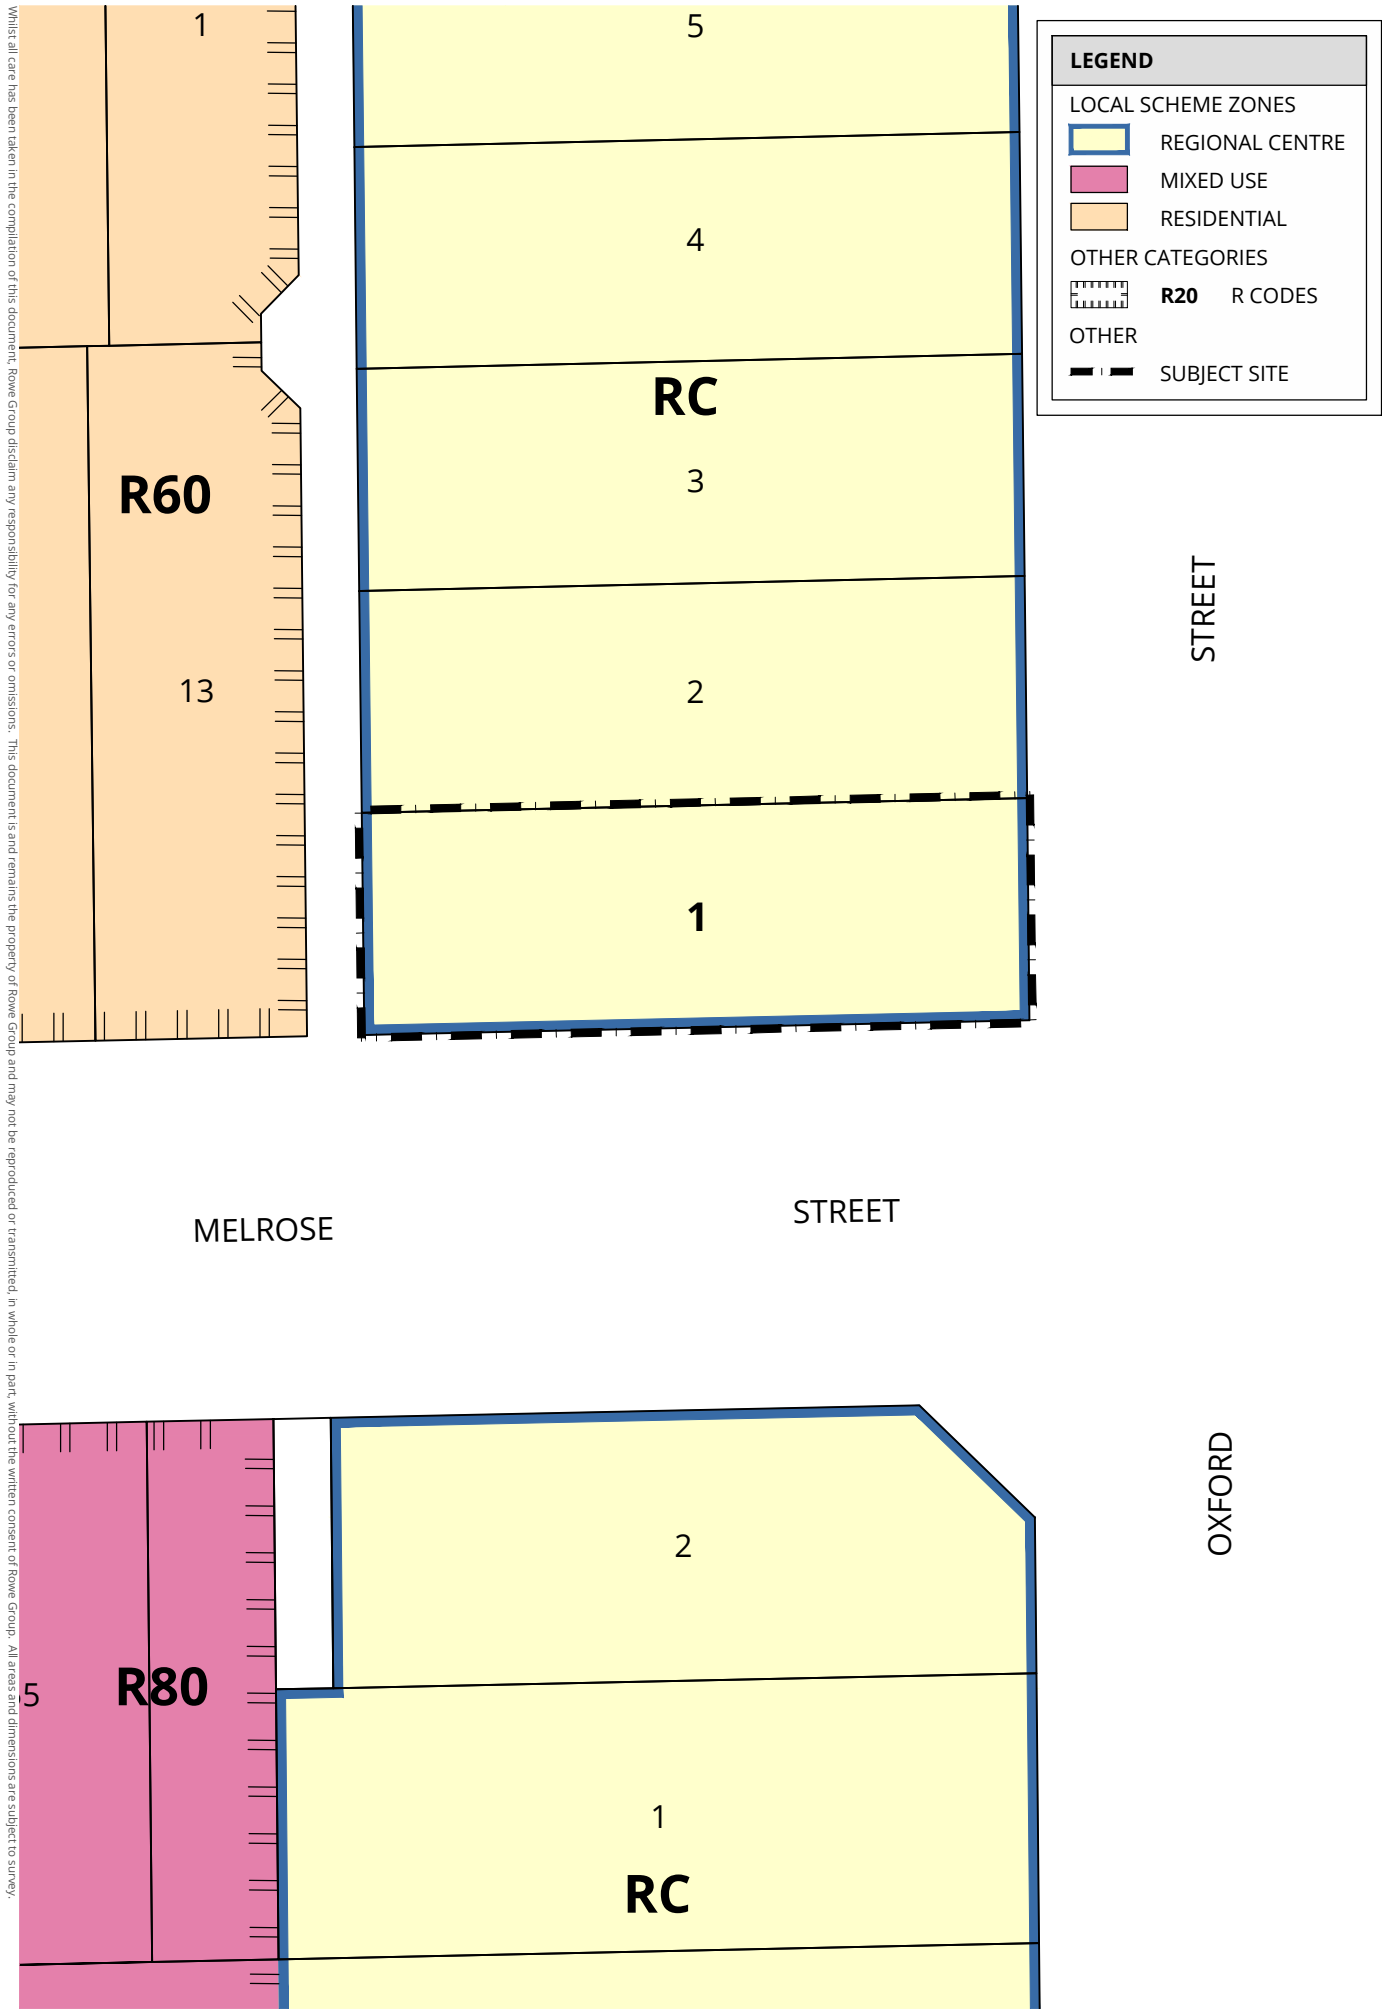 1
5
4
RC
3
R60
13
2
1
LEGEND
LOCAL SCHEME ZONES
REGIONAL CENTRE
MIXED USE
RESIDENTIAL
OTHER CATEGORIES
R20 R CODES
OTHER
SUBJECT SITE
STREET
MELROSE STREET
OXFORD
2
5 R80
1
RC
Whilst all care has been taken in the compilation of this document, Rowe Group disclaim any responsibility for any errors or omissions. This document is and remains the property of Rowe Group and may not be reproduced or transmitted, in whole or in part, without the written consent of Rowe Group. All areas and dimensions are subject to survey.